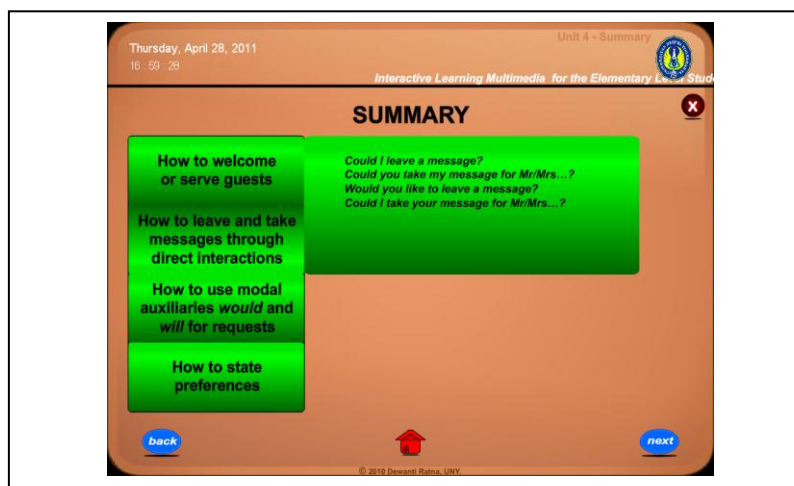 Thursday, April 28, 2011
16 : 59 : 28
Unit 4 - Summary
Interactive Learning Multimedia for the Elementary Stud
SUMMARY
X
How to welcome
or serve guests
How to leave and take
messages through
direct interactions
How to use modal
auxiliaries would and
will for requests
How to state
preferences
Could I leave a message?
Could you take my message for Mr/Mrs...?
Would you like to leave a message?
Could I take your message for Mr/Mrs...?
back
next
© 2010 Dewanti Ratna, UNY.